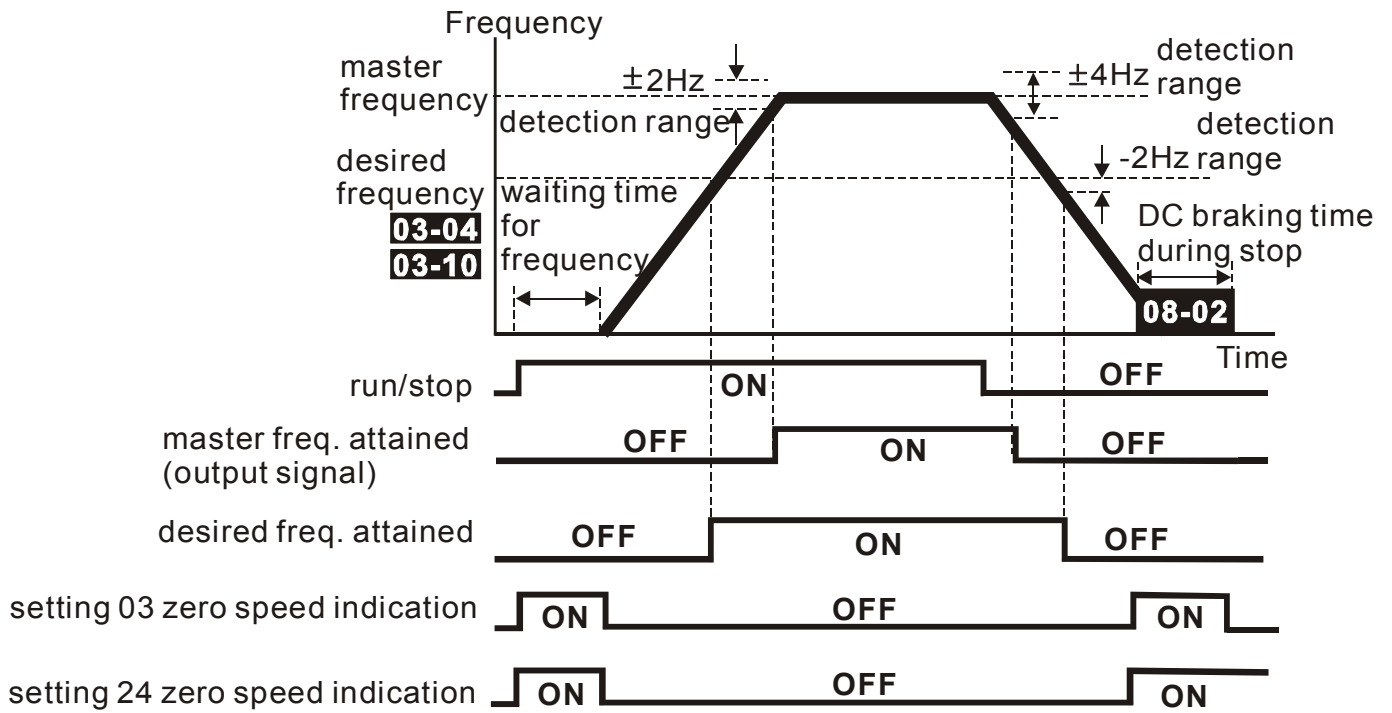 Frequency
master
frequency
±2Hz
detection range
±4Hz
detection
range
detection
-2Hz range
desired
frequency
03-04
03-10
waiting time
for
frequency
DC braking time
during stop
08-02
Time
run/stop
ON
OFF
master freq. attained
(output signal)
OFF
ON
OFF
desired freq. attained
OFF
ON
OFF
setting 03 zero speed indication
ON
OFF
ON
setting 24 zero speed indication
ON
OFF
ON